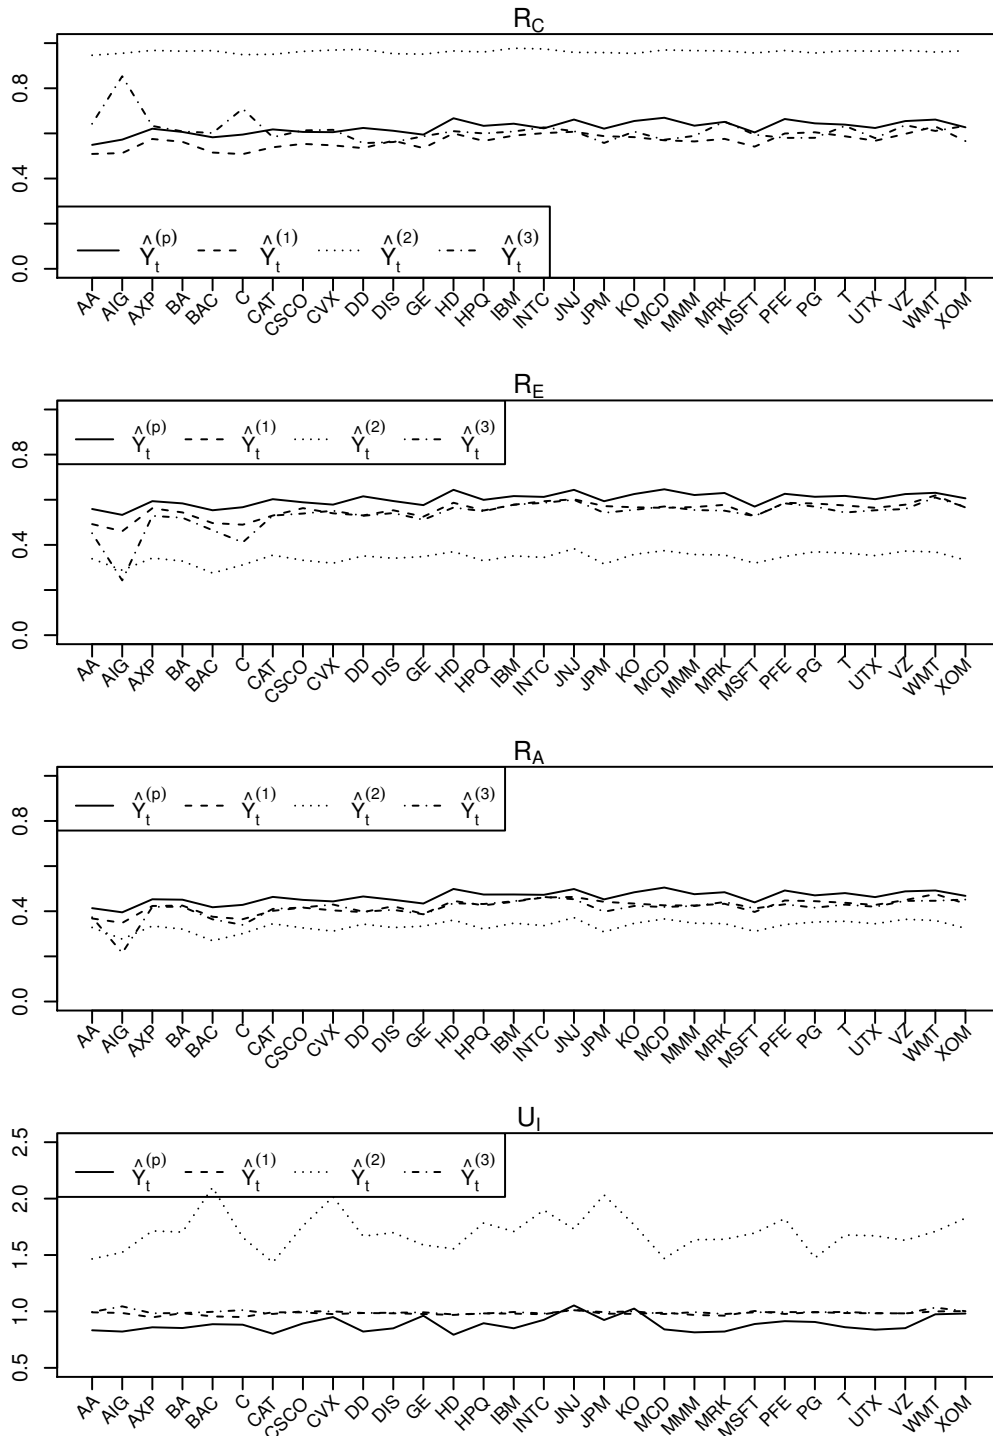 R_C
0.0 0.4 0.8
Ŷ_t^(p) Ŷ_t^(1) Ŷ_t^(2) Ŷ_t^(3)
AA AIG AXP BA BAC C CAT CSCO CVX DD DIS GE HD HPQ IBM INTC JNJ JPM KO MCD MMM MRK MSFT PFE PG T UTX VZ WMT XOM
R_E
0.0 0.4 0.8
Ŷ_t^(p) Ŷ_t^(1) Ŷ_t^(2) Ŷ_t^(3)
AA AIG AXP BA BAC C CAT CSCO CVX DD DIS GE HD HPQ IBM INTC JNJ JPM KO MCD MMM MRK MSFT PFE PG T UTX VZ WMT XOM
R_A
0.0 0.4 0.8
Ŷ_t^(p) Ŷ_t^(1) Ŷ_t^(2) Ŷ_t^(3)
AA AIG AXP BA BAC C CAT CSCO CVX DD DIS GE HD HPQ IBM INTC JNJ JPM KO MCD MMM MRK MSFT PFE PG T UTX VZ WMT XOM
U_I
0.5 1.0 1.5 2.0 2.5
Ŷ_t^(p) Ŷ_t^(1) Ŷ_t^(2) Ŷ_t^(3)
AA AIG AXP BA BAC C CAT CSCO CVX DD DIS GE HD HPQ IBM INTC JNJ JPM KO MCD MMM MRK MSFT PFE PG T UTX VZ WMT XOM